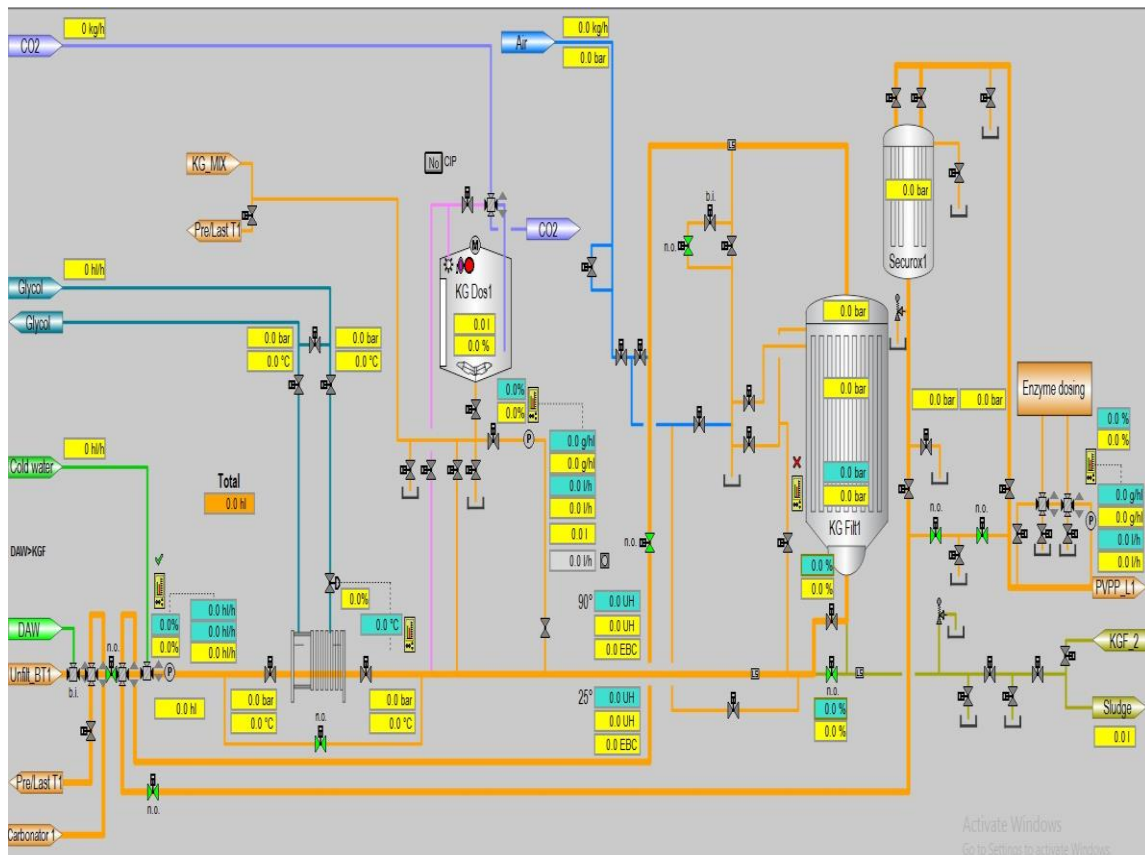 0 kg/h
CO2
0.0 kg/h
Air
0.0 bar
KG_MIX
No CIP
Pre/Last T1
CO2
b.i.
n.o.
0.0 bar
Securox1
0 hl/h
Glycol
Glycol
M
KG Dos1
0.0 l
0.0 %
0.0 bar
0.0 °C
0.0 bar
0.0 °C
0.0 bar
0.0 bar
0.0 bar
0.0 bar
KG Filt1
0.0%
0.0%
P
0.0 g/hl
0.0 g/hl
0.0 l/h
0.0 l/h
0.0 l
0.0 l/h
0.0 bar
0.0 bar
Enzyme dosing
0.0 %
0.0 %
0.0 g/hl
0.0 g/hl
0.0 l/h
0.0 l/h
P
n.o.
n.o.
PVPP_L1
0 hl/h
Cold water
Total
0.0 hl
DAW>KGF
n.o.
0.0 %
0.0 %
90°
0.0 UH
0.0 UH
0.0 EBC
0.0%
0.0 °C
0.0%
0.0%
0.0 hl/h
0.0 hl/h
0.0 hl/h
DAW
n.o.
Unfilt_BT1
b.i.
P
0.0 hl
0.0 bar
0.0 °C
0.0 bar
0.0 °C
n.o.
25°
0.0 UH
0.0 UH
0.0 EBC
LS
LS
LS
n.o.
0.0 %
0.0 %
KGF_2
Sludge
0.0 l
Pre/Last T1
n.o.
Carbonator 1
Activate Windows
Go to Settings to activate Windows.